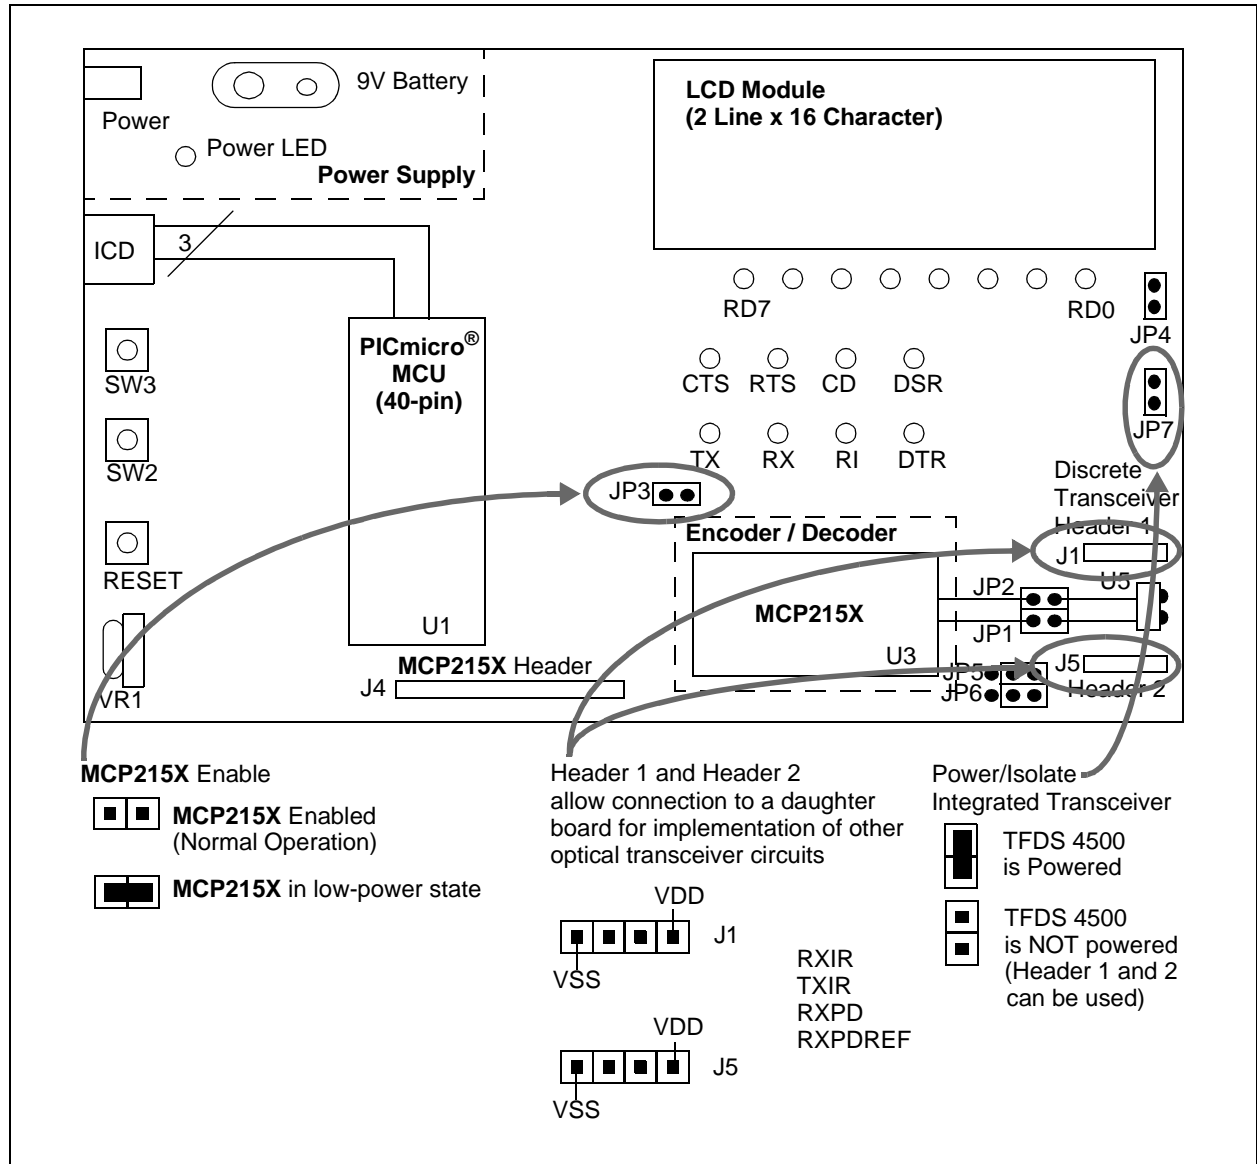 9V Battery
Power
Power LED
Power Supply
LCD Module
(2 Line x 16 Character)
ICD
3
RD7
RD0
JP4
PICmicro®
MCU
(40-pin)
SW3
CTS
RTS
CD
DSR
JP7
SW2
TX
RX
RI
DTR
JP3
Discrete
Transceiver
Header 1
Encoder / Decoder
J1
RESET
U5
JP2
MCP215X
JP1
U1
U3
MCP215X Header
J5
JP5
J4
Header 2
JP6
VR1
MCP215X Enable
MCP215X Enabled
(Normal Operation)
MCP215X in low-power state
Header 1 and Header 2
allow connection to a daughter
board for implementation of other
optical transceiver circuits
VDD
J1
VSS
VDD
J5
VSS
RXIR
TXIR
RXPD
RXPDREF
Power/Isolate
Integrated Transceiver
TFDS 4500
is Powered
TFDS 4500
is NOT powered
(Header 1 and 2
can be used)